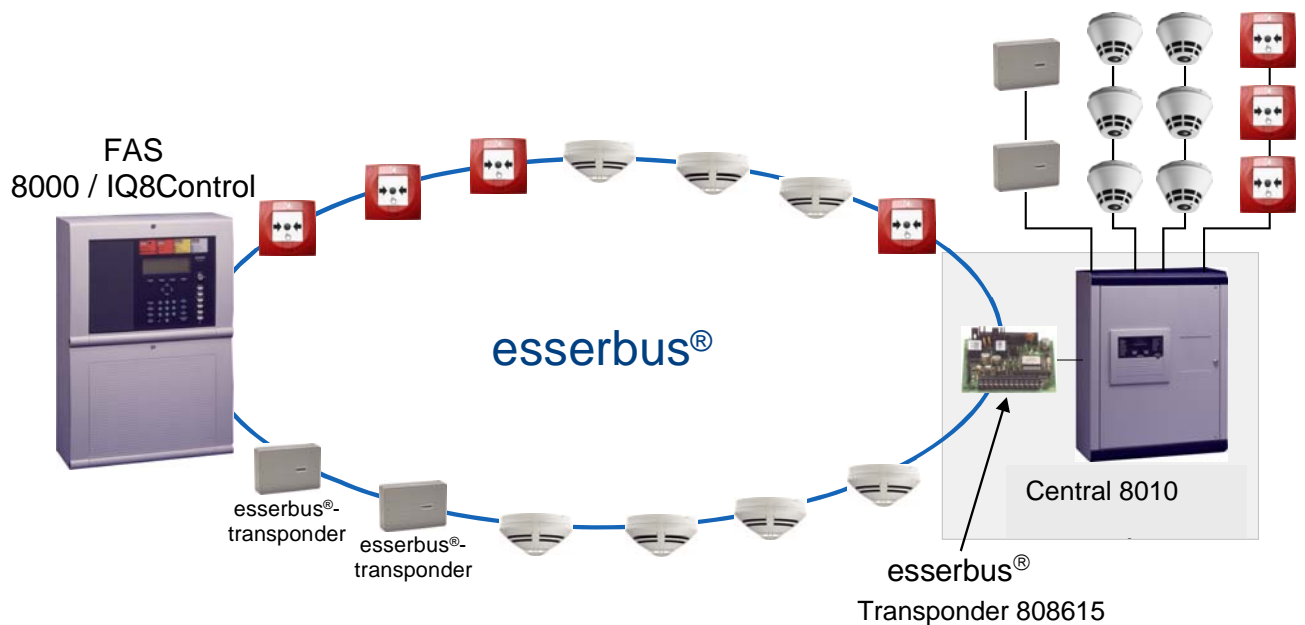 FAS
8000 / IQ8Control
esserbus®
esserbus®-
transponder
esserbus®-
transponder
Central 8010
esserbus®
Transponder 808615